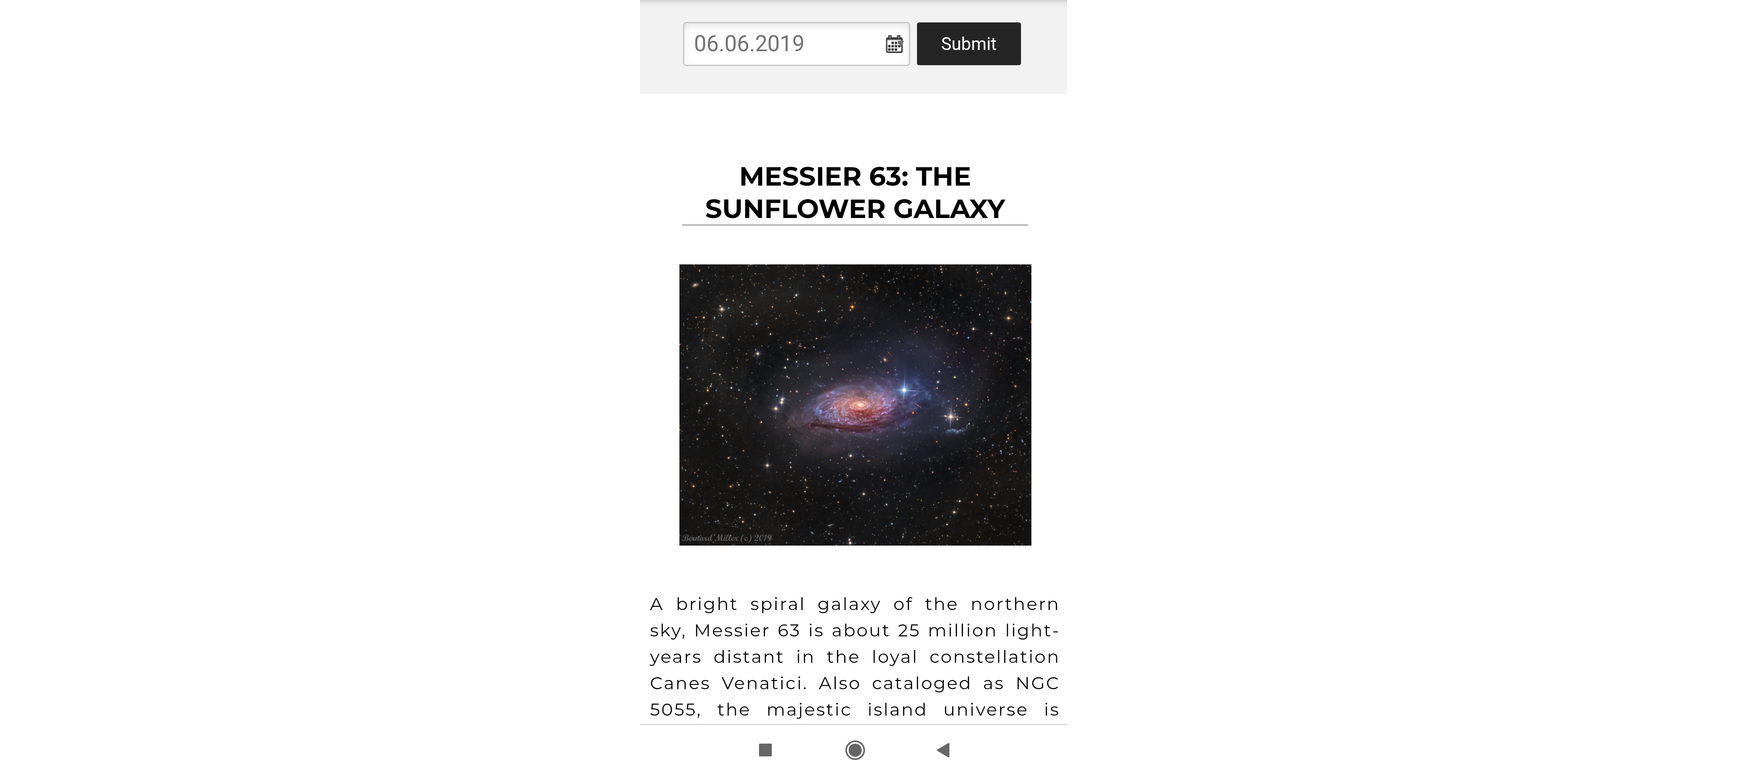 06.06.2019
Submit
MESSIER 63: THE
SUNFLOWER GALAXY
(c) 2019
A bright spiral galaxy of the northern
sky, Messier 63 is about 25 million light-
years distant in the loyal constellation
Canes Venatici. Also cataloged as NGC
5055, the majestic island universe is